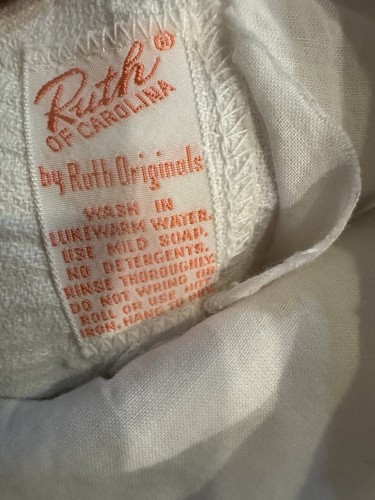 Ruth®
OF CAROLINA
by Ruth Originals
WASH IN
LUKEWARM WATER.
USE MILD SOAP.
NO DETERGENTS.
RINSE THOROUGHLY.
DO NOT WRING OR
ROLL OR USE HOT
IRON. HANG TO